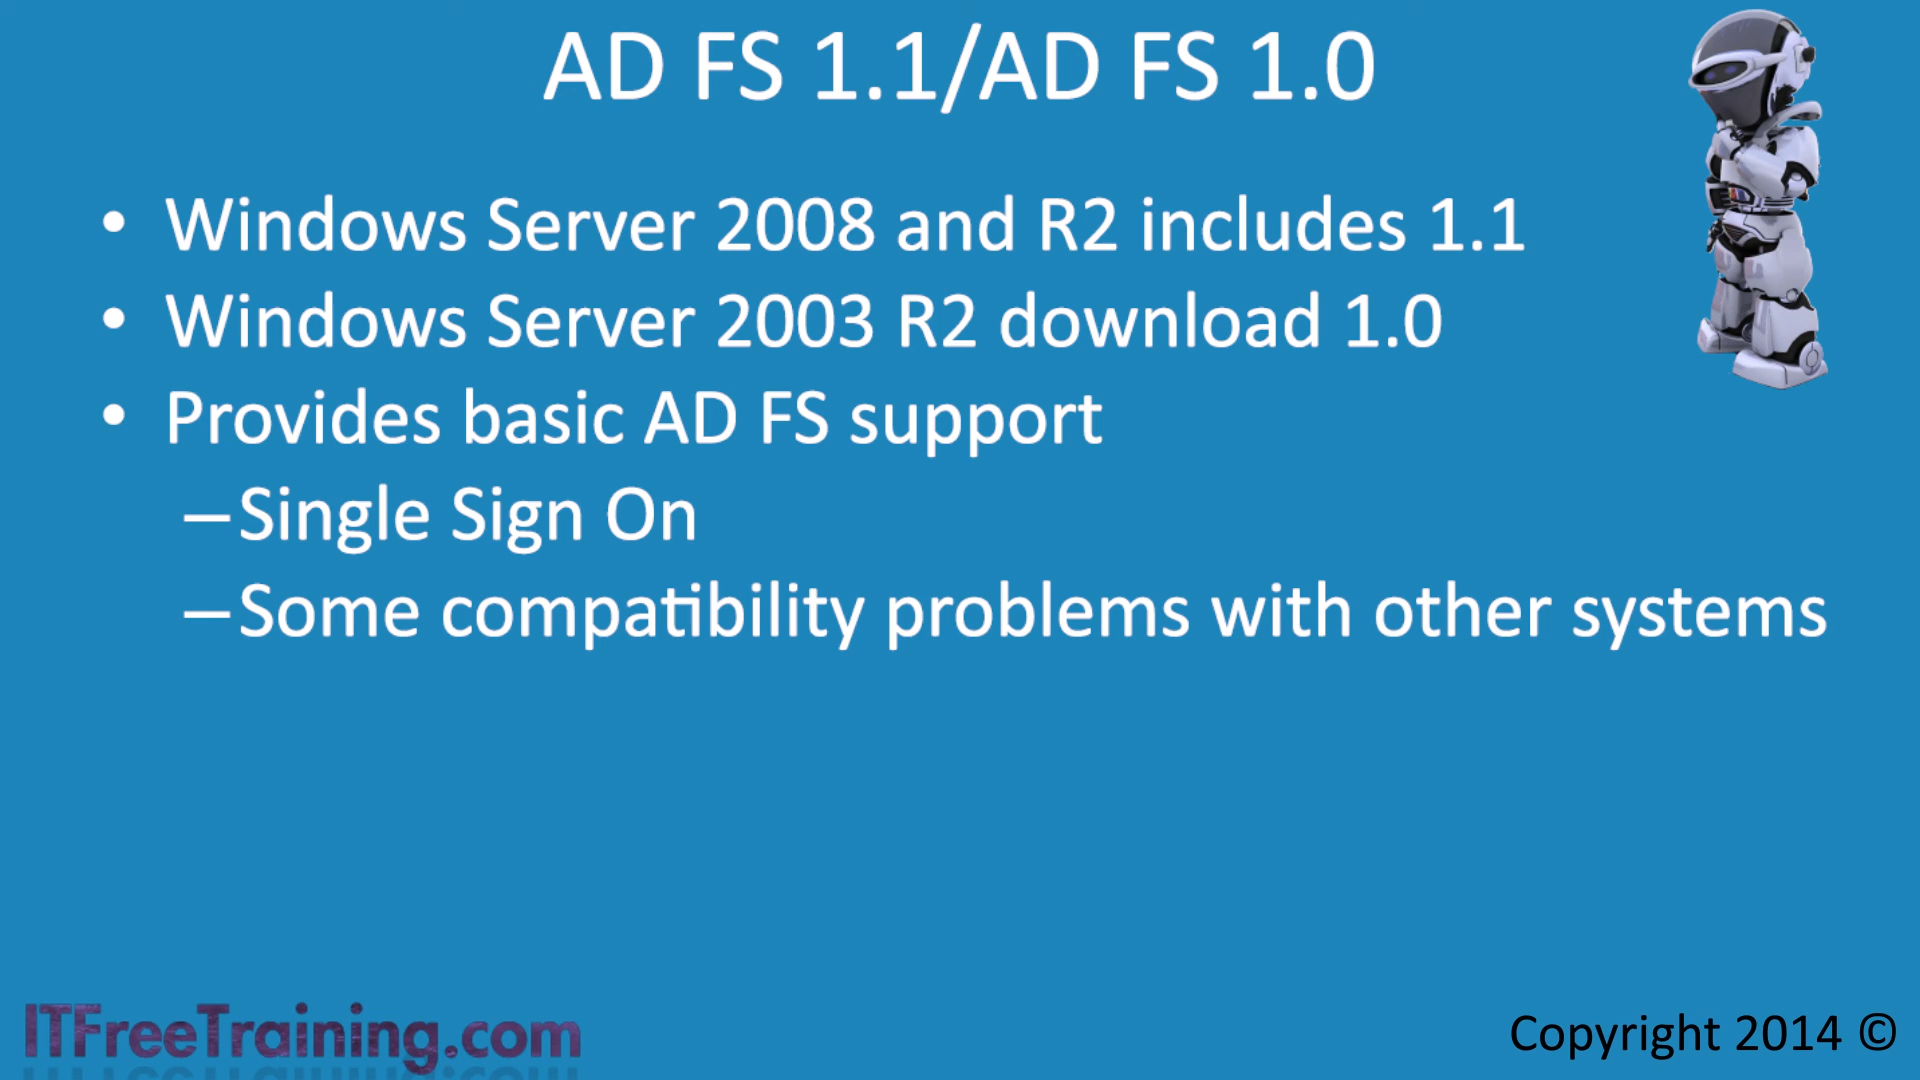 AD FS 1.1/AD FS 1.0
• Windows Server 2008 and R2 includes 1.1
• Windows Server 2003 R2 download 1.0
• Provides basic AD FS support
–Single Sign On
–Some compatibility problems with other systems
ITFreeTraining.com
Copyright 2014 ©